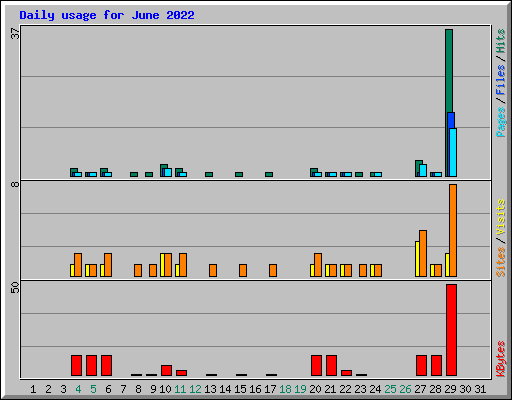 Daily usage for June 2022
37
Pages/Files/Hits
8
Sites/Visits
50
KBytes
1 2 3 4 5 6 7 8 9 10 11 12 13 14 15 16 17 18 19 20 21 22 23 24 25 26 27 28 29 30 31